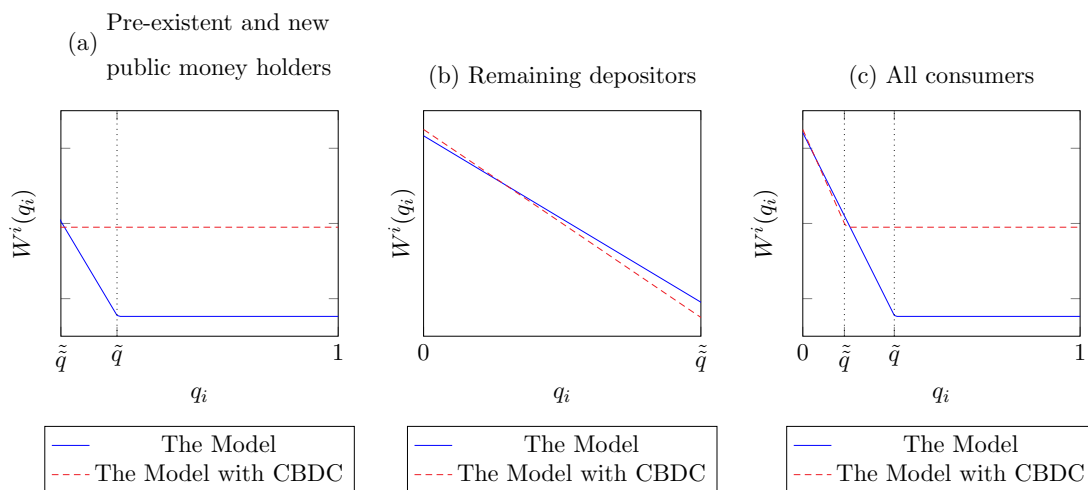 (a) Pre-existent and new
public money holders
(b) Remaining depositors
(c) All consumers
W^i(q_i)
q̃̃ q̃ 1
q_i
The Model
The Model with CBDC
W^i(q_i)
0 q̃̃
q_i
The Model
The Model with CBDC
W^i(q_i)
0 q̃̃ q̃ 1
q_i
The Model
The Model with CBDC